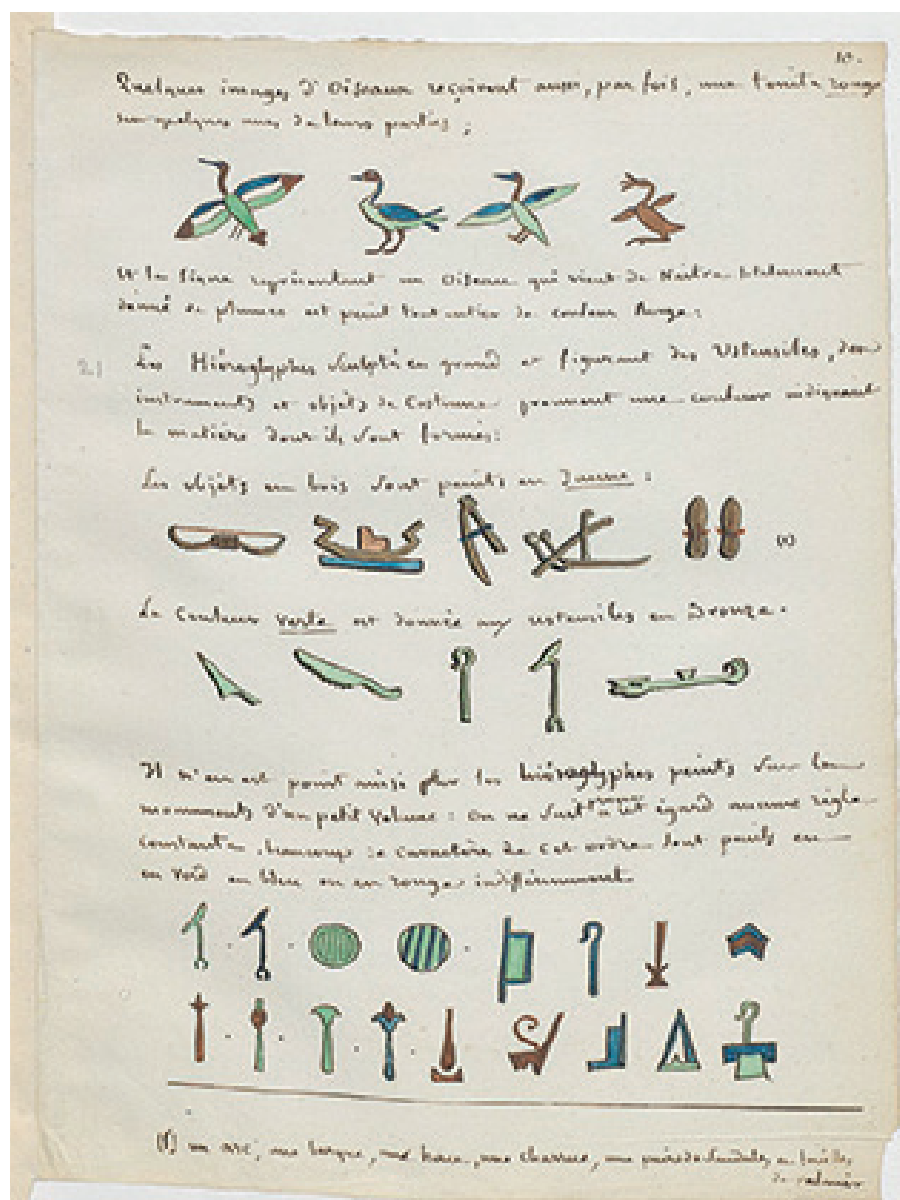 10.
Quelques images d'Oiseaux reçoivent aussi, par fois, une teinte rouge
sur quelques unes de leurs parties ;
et le signe représentant un Oiseau qui vient de Naître totalement
dénué de plumes est peint tout entier de couleur Rouge :
2) Les Hiéroglyphes Sculptés en grand et figurant des Ustensiles, des
instruments et objets de Costume prennent une couleur indiquant
la matière dont ils sont formés :
Les objets en bois sont peints en Jaune :
(1)
La Couleur verte est donnée aux ustensiles en Bronze.
Il n'en est point ainsi pour les hiéroglyphes peints sur les
monuments d'un petit volume : on ne suit à cet égard aucune règle
constante, beaucoup de caractères de cet ordre sont peints en
en verd en bleu ou en rouge indifféremment
(1) un arc, une barque, une houe, une charrue, une paire de Sandales en feuilles
de palmier